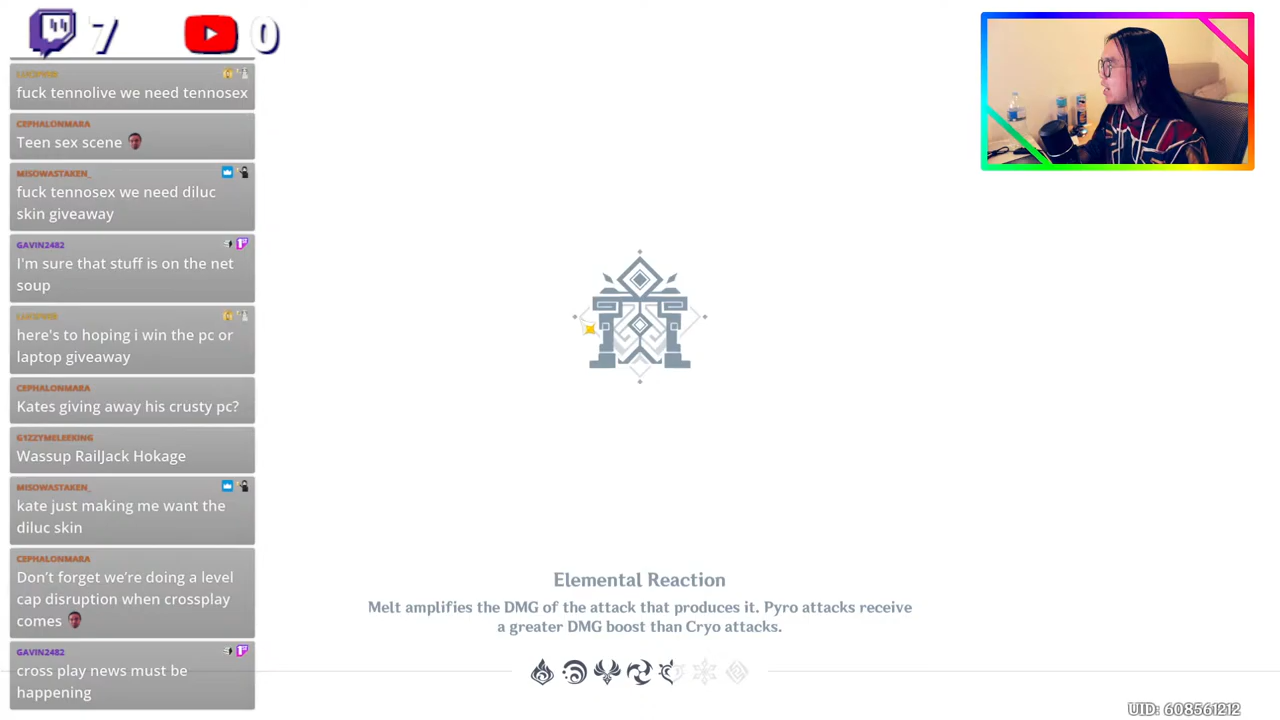 7 0
fuck tennolive we need tennosex
CEPHALONMARA
Teen sex scene
MISOWASTAKEN_
fuck tennosex we need diluc
skin giveaway
GAVIN2482
I'm sure that stuff is on the net
soup
here's to hoping i win the pc or
laptop giveaway
CEPHALONMARA
Kates giving away his crusty pc?
G1ZZYMELEEKING
Wassup RailJack Hokage
MISOWASTAKEN_
kate just making me want the
diluc skin
CEPHALONMARA
Don't forget we're doing a level
cap disruption when crossplay
comes
GAVIN2482
cross play news must be
happening
Elemental Reaction
Melt amplifies the DMG of the attack that produces it. Pyro attacks receive
a greater DMG boost than Cryo attacks.
UID: 608561212